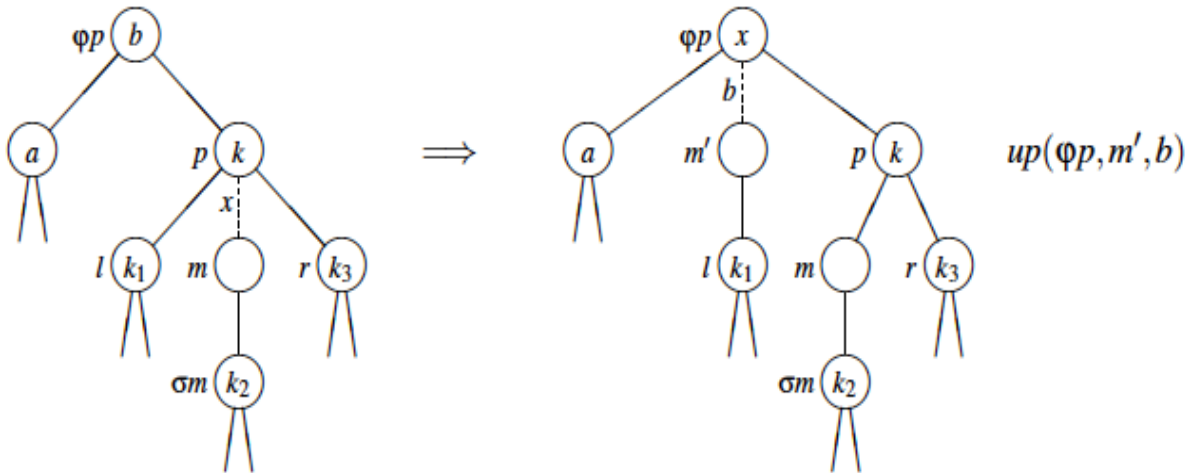 φp b φp x
b
a p k ⟹ a m′ p k up(φp,m′,b)
x
l k₁ m r k₃ l k₁ m r k₃
σm k₂ σm k₂